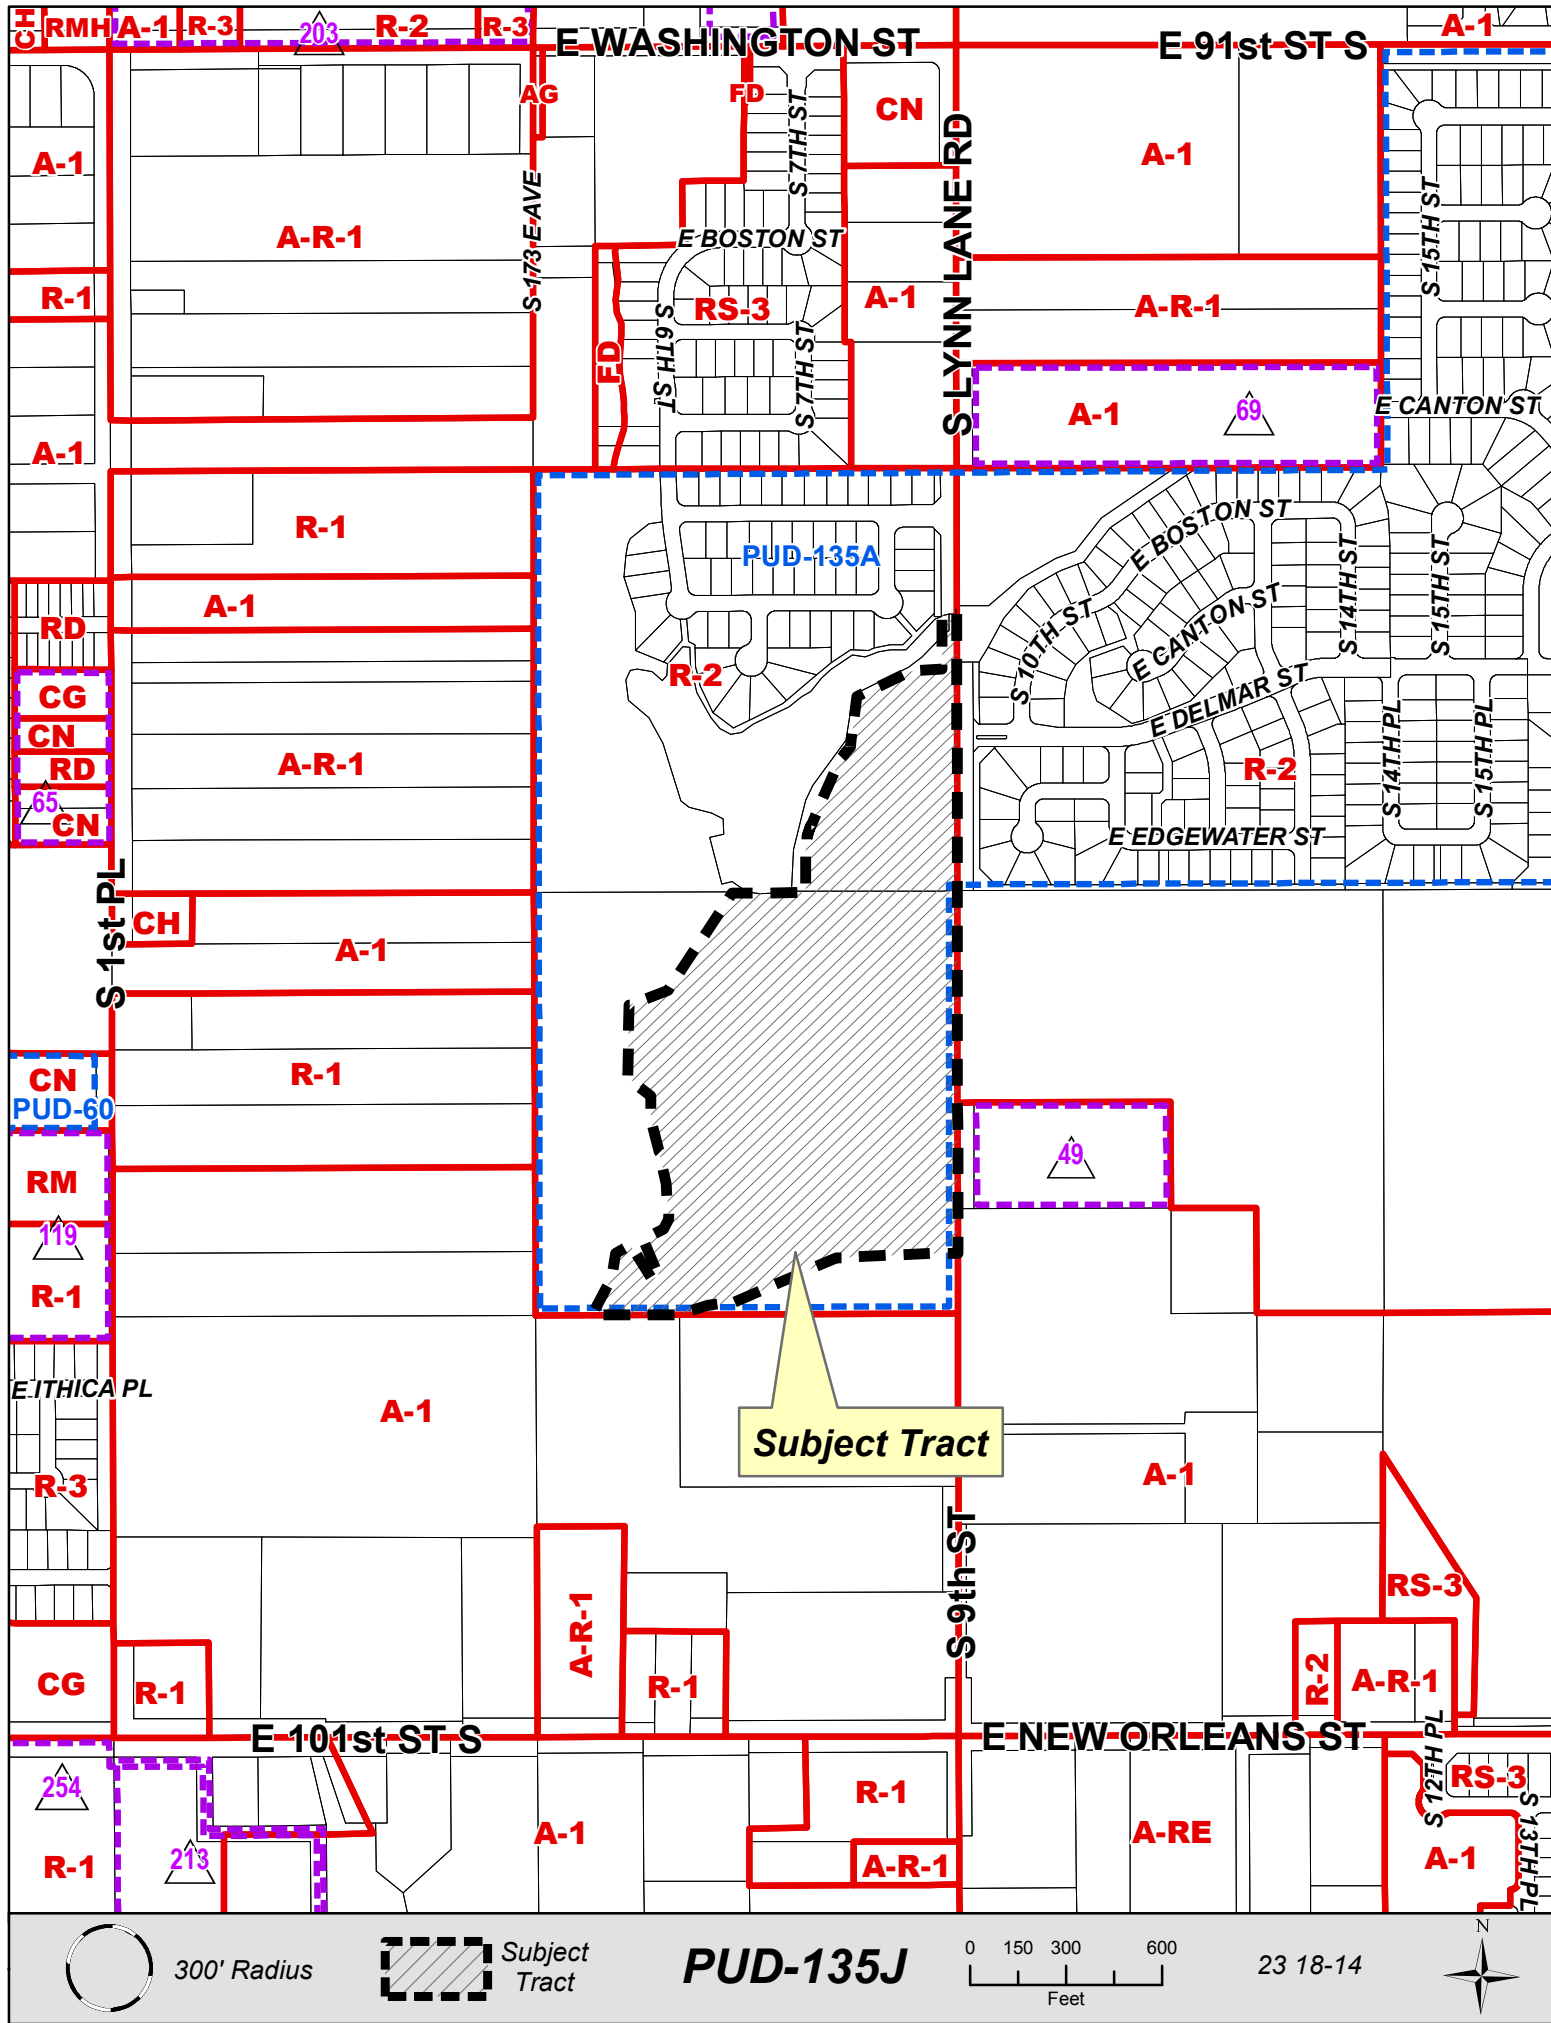 CH
RMH
A-1
R-3
203
R-2
R-3
E WASHINGTON ST
E 91st ST S
A-1
AG
FD
S 7TH ST
CN
S LYNN LANE RD
A-1
A-1
A-R-1
S 173 E AVE
E BOSTON ST
S 15TH ST
R-1
RS-3
A-1
A-R-1
S 6TH ST
FD
S 7TH ST
A-1
69
E CANTON ST
A-1
R-1
PUD-135A
E BOSTON ST
S 14TH ST
S 15TH ST
A-1
RD
E CANTON ST
S 10TH ST
R-2
CG
E DELMAR ST
CN
S 14TH PL
S 15TH PL
RD
A-R-1
R-2
65
CN
E EDGEWATER ST
S 1st PL
CH
A-1
CN
PUD-60
R-1
49
RM
119
R-1
E ITHICA PL
A-1
Subject Tract
R-3
A-1
S 9th ST
RS-3
A-R-1
CG
R-1
R-1
R-2
A-R-1
E 101st ST S
E NEW ORLEANS ST
S 12TH PL
254
R-1
RS-3
A-1
A-RE
S 13TH PL
213
R-1
A-R-1
A-1
300' Radius
Subject
Tract
PUD-135J
0 150 300 600
Feet
23 18-14
N